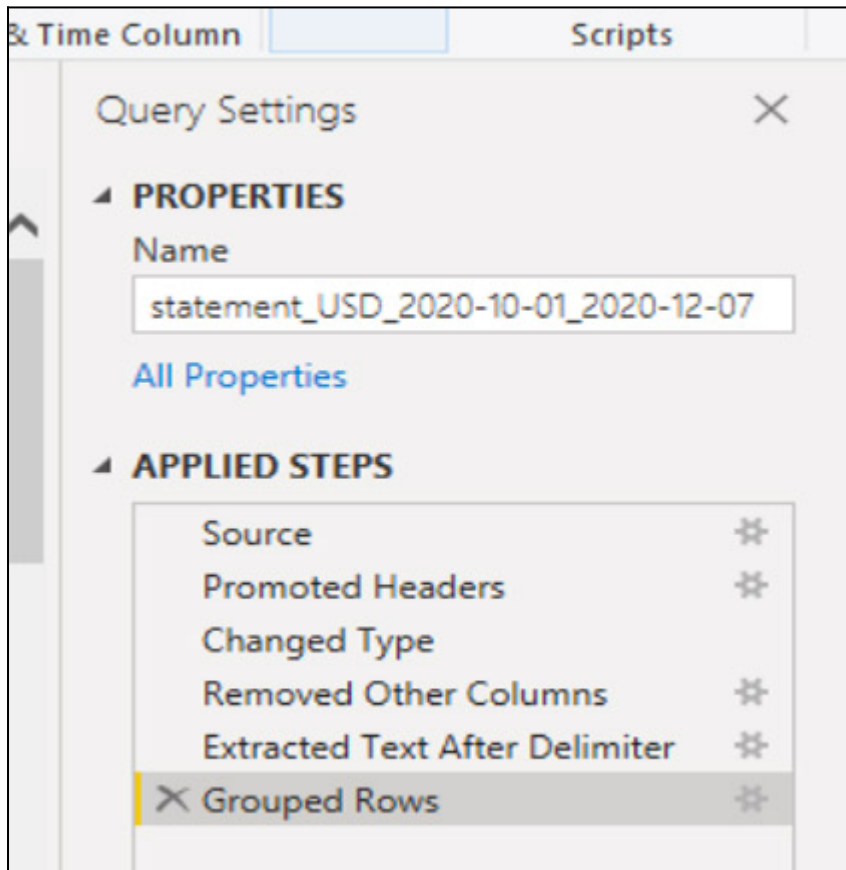 & Time Column
Scripts
Query Settings
PROPERTIES
Name
statement_USD_2020-10-01_2020-12-07
All Properties
APPLIED STEPS
Source
Promoted Headers
Changed Type
Removed Other Columns
Extracted Text After Delimiter
Grouped Rows